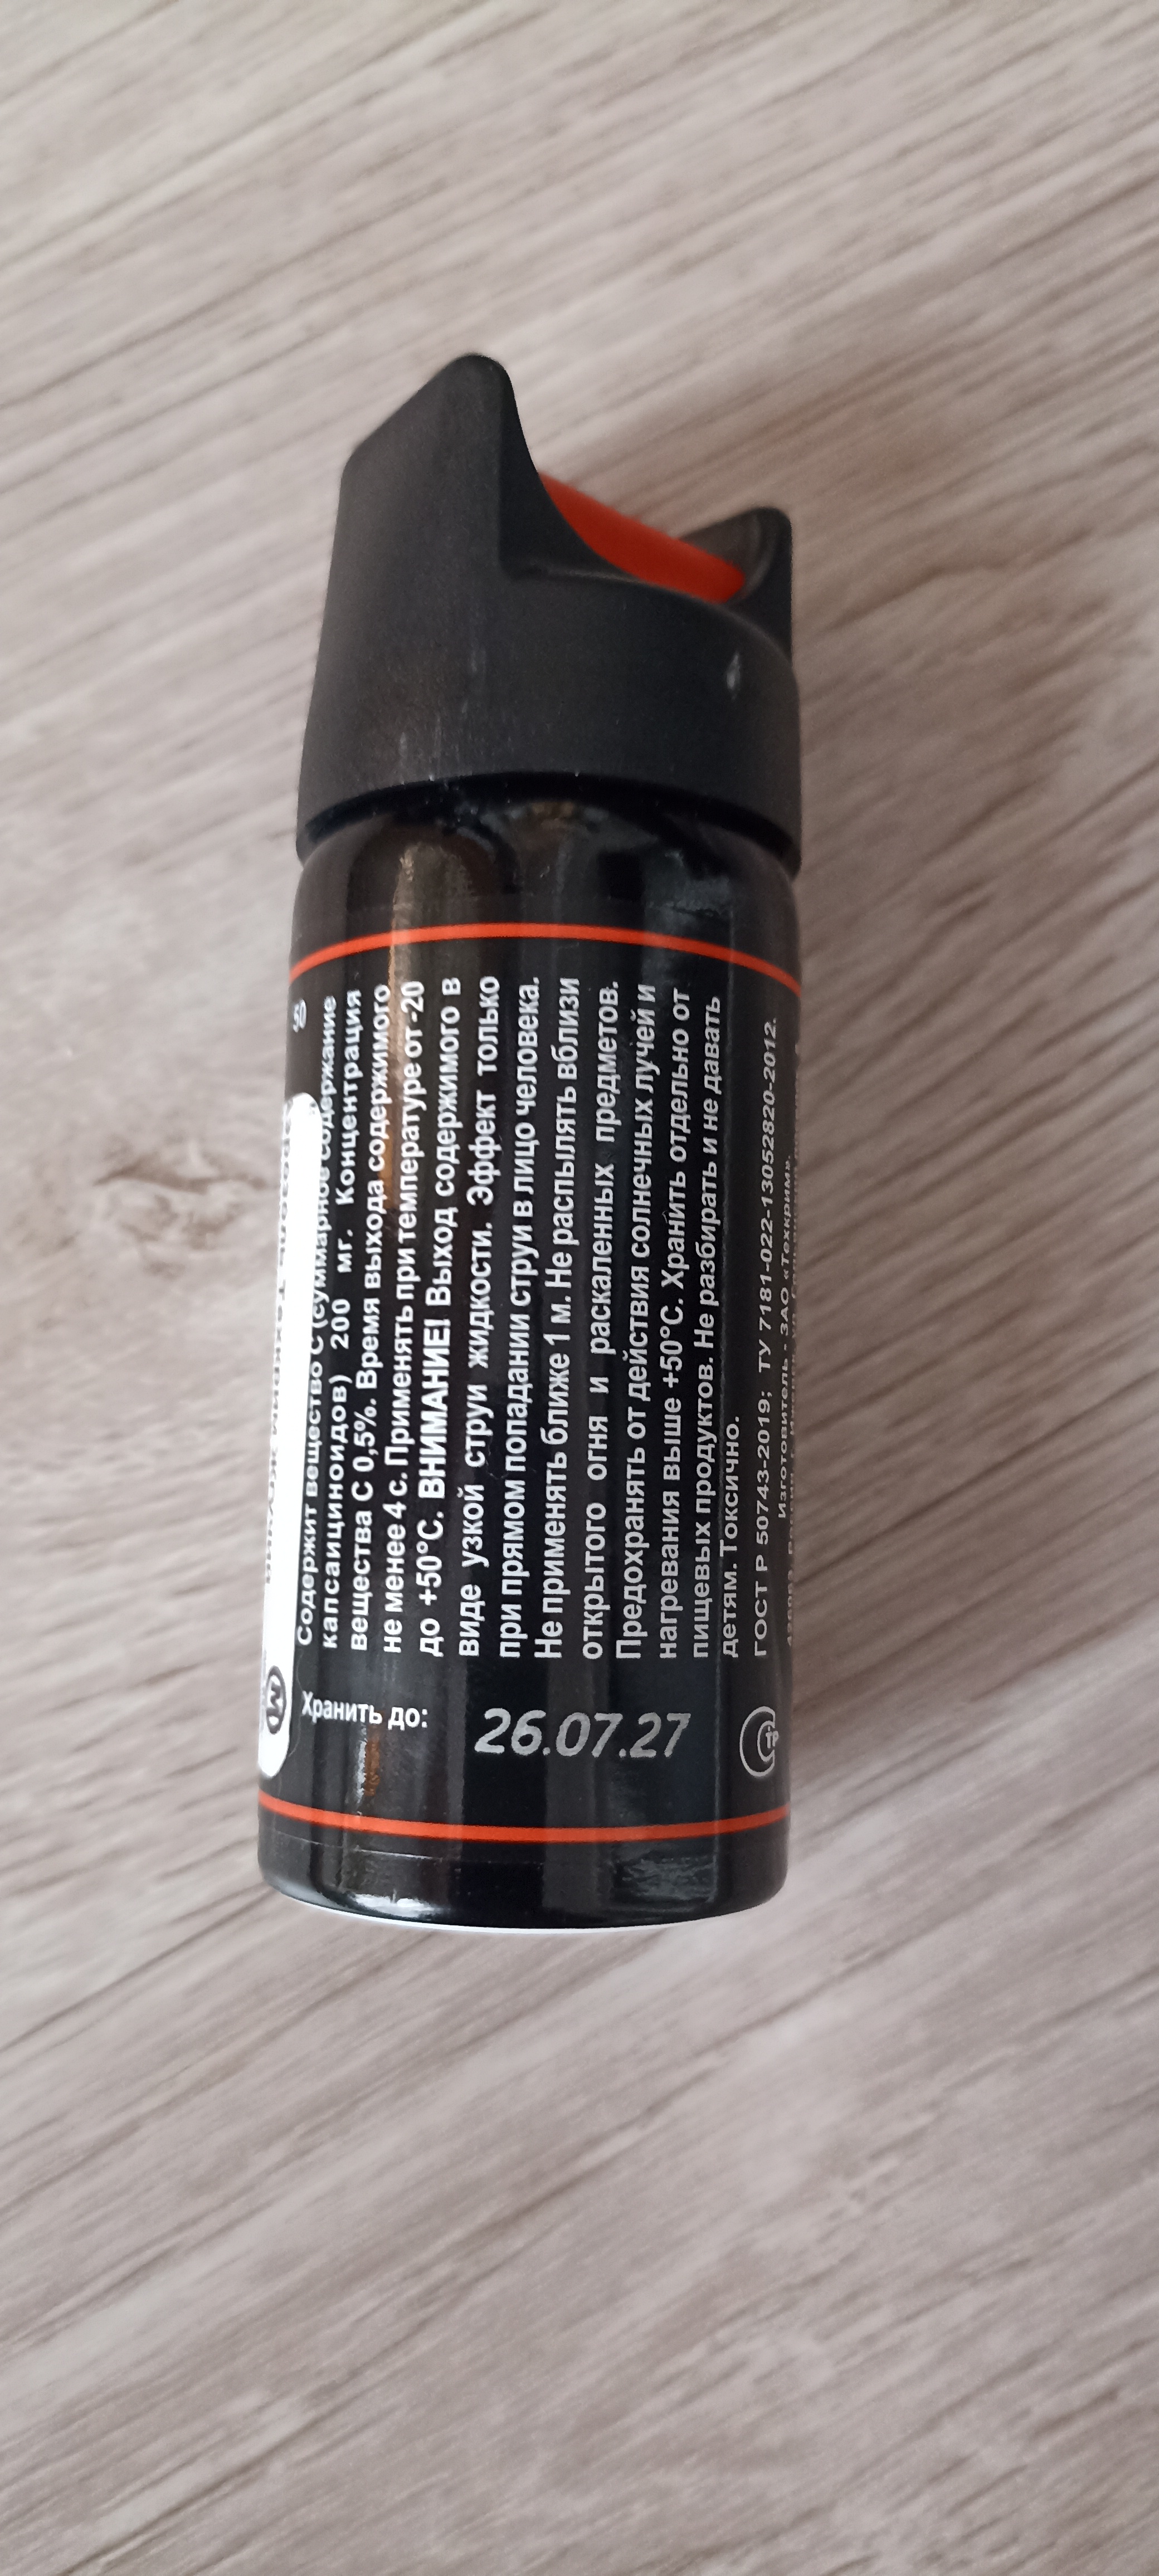 50
Содержит вещество С (суммарное содержание
капсаициноидов) 200 мг. Концентрация
вещества С 0,5%. Время выхода содержимого
не менее 4 с. Применять при температуре от -20
до +50°С. ВНИМАНИЕ! Выход содержимого в
виде узкой струи жидкости. Эффект только
при прямом попадании струи в лицо человека.
Не применять ближе 1 м. Не распылять вблизи
открытого огня и раскаленных предметов.
Предохранять от действия солнечных лучей и
нагревания выше +50°С. Хранить отдельно от
пищевых продуктов. Не разбирать и не давать
детям. Токсично.
ГОСТ Р 50743-2019; ТУ 7181-022-13052820-2012.
Изготовитель - ЗАО «Техкрим».
Хранить до:
26.07.27